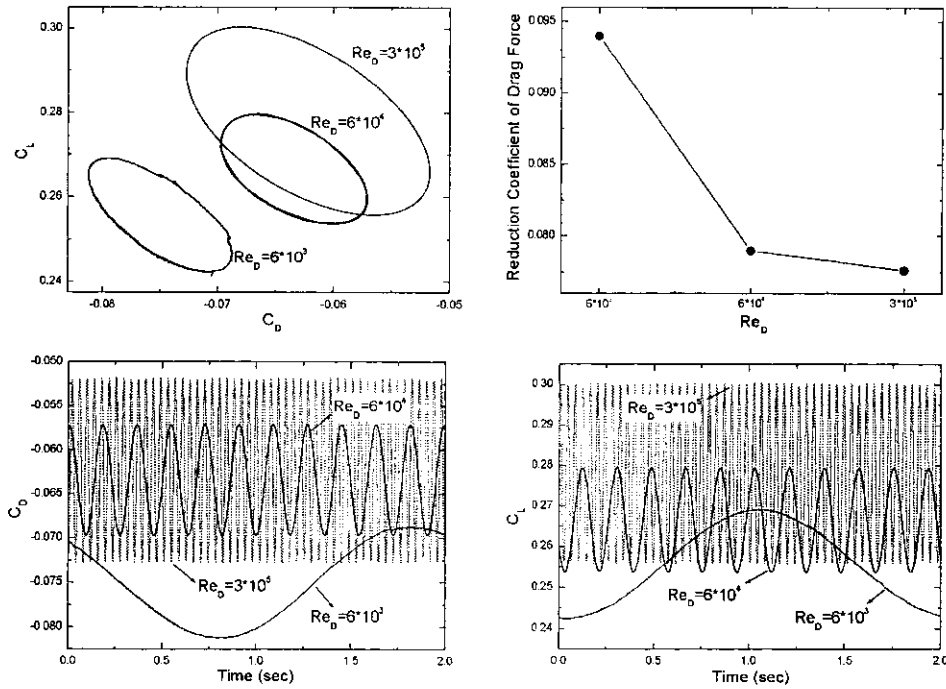 0.30
0.28
0.26
0.24
C_L
Re_D=3*10^5
Re_D=6*10^4
Re_D=6*10^3
-0.08
-0.07
-0.06
-0.05
C_D
0.095
0.090
0.085
0.080
Reduction Coefficient of Drag Force
6*10^4
3*10^5
Re_D
-0.050
-0.055
-0.060
-0.065
-0.070
-0.075
-0.080
C_D
Re_D=6*10^4
Re_D=3*10^5
Re_D=6*10^3
0.0
0.5
1.0
1.5
2.0
Time (sec)
0.30
0.29
0.28
0.27
0.26
0.25
0.24
C_L
Re_D=3*10^5
Re_D=6*10^4
Re_D=6*10^3
0.0
0.5
1.0
1.5
2.0
Time (sec)